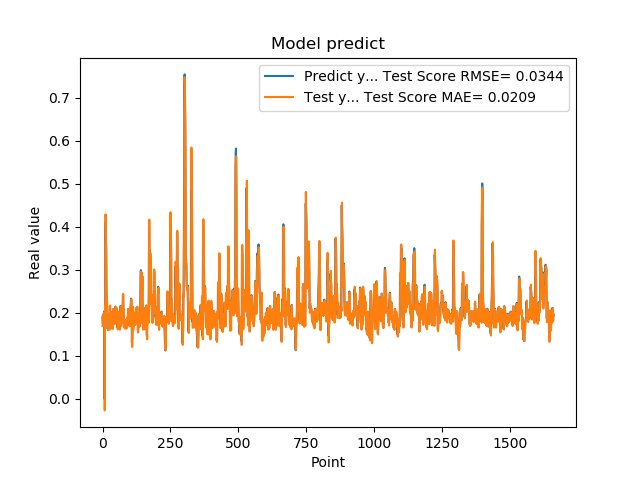 Model predict
Predict y... Test Score RMSE= 0.0344
Test y... Test Score MAE= 0.0209
Real value
0.7
0.6
0.5
0.4
0.3
0.2
0.1
0.0
0 250 500 750 1000 1250 1500
Point